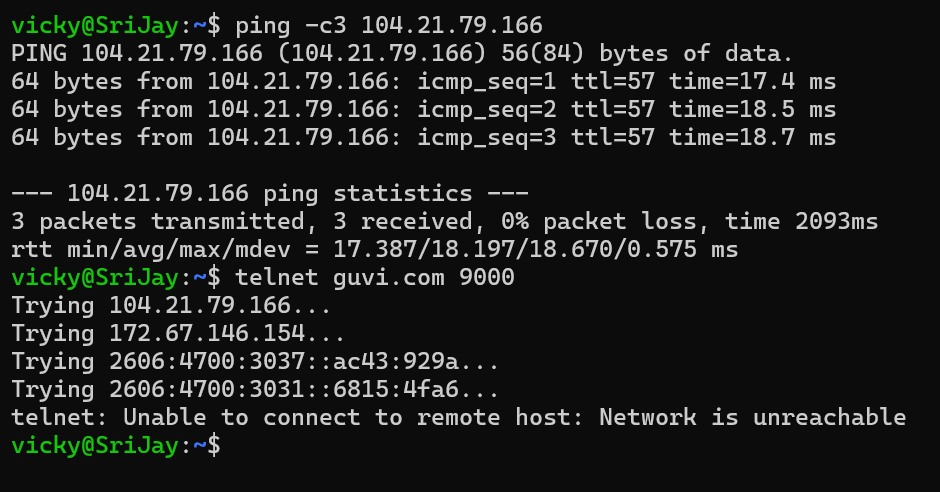 vicky@SriJay:~$ ping -c3 104.21.79.166
PING 104.21.79.166 (104.21.79.166) 56(84) bytes of data.
64 bytes from 104.21.79.166: icmp_seq=1 ttl=57 time=17.4 ms
64 bytes from 104.21.79.166: icmp_seq=2 ttl=57 time=18.5 ms
64 bytes from 104.21.79.166: icmp_seq=3 ttl=57 time=18.7 ms

--- 104.21.79.166 ping statistics ---
3 packets transmitted, 3 received, 0% packet loss, time 2093ms
rtt min/avg/max/mdev = 17.387/18.197/18.670/0.575 ms
vicky@SriJay:~$ telnet guvi.com 9000
Trying 104.21.79.166...
Trying 172.67.146.154...
Trying 2606:4700:3037::ac43:929a...
Trying 2606:4700:3031::6815:4fa6...
telnet: Unable to connect to remote host: Network is unreachable
vicky@SriJay:~$